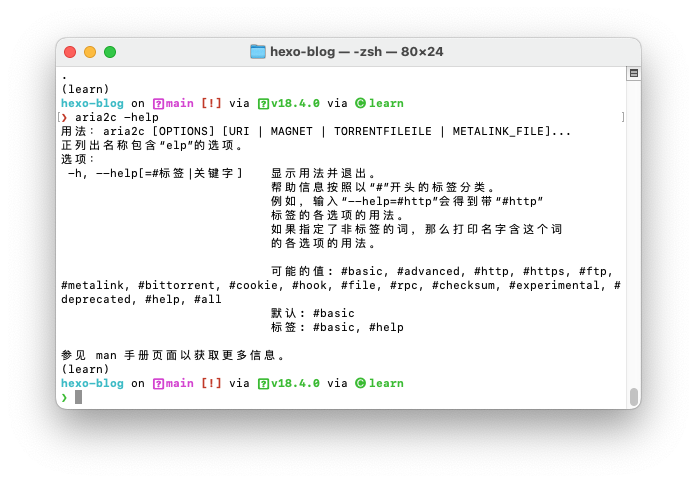 hexo-blog — -zsh — 80×24
.
(learn)
hexo-blog on ?main [!] via ?v18.4.0 via C learn
❯ aria2c -help
用法：aria2c [OPTIONS] [URI | MAGNET | TORRENTFILEILE | METALINK_FILE]...
正列出名称包含“elp”的选项。
选项：
-h, --help[=#标签|关键字] 显示用法并退出。
帮助信息按照以“#”开头的标签分类。
例如，输入“--help=#http”会得到带“#http”
标签的各选项的用法。
如果指定了非标签的词，那么打印名字含这个词
的各选项的用法。
可能的值: #basic, #advanced, #http, #https, #ftp,
#metalink, #bittorrent, #cookie, #hook, #file, #rpc, #checksum, #experimental, #
deprecated, #help, #all
默认: #basic
标签: #basic, #help
参见 man 手册页面以获取更多信息。
(learn)
hexo-blog on ?main [!] via ?v18.4.0 via C learn
❯